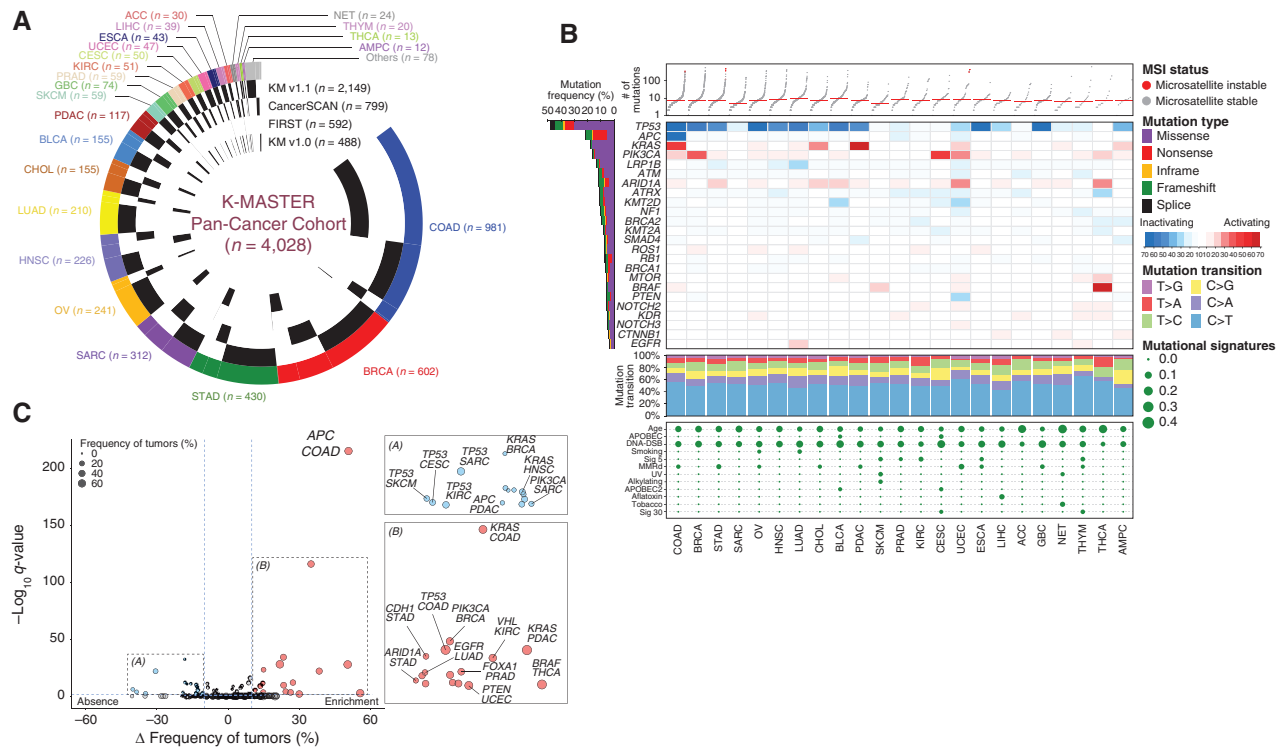 A
ACC (n = 30)
LIHC (n = 39)
ESCA (n = 43)
UCEC (n = 47)
CESC (n = 50)
KIRC (n = 51)
PRAD (n = 59)
GBC (n = 74)
SKCM (n = 59)
PDAC (n = 117)
BLCA (n = 155)
CHOL (n = 155)
LUAD (n = 210)
HNSC (n = 226)
OV (n = 241)
SARC (n = 312)
STAD (n = 430)
BRCA (n = 602)
COAD (n = 981)
NET (n = 24)
THYM (n = 20)
THCA (n = 13)
AMPC (n = 12)
Others (n = 78)
KM v1.1 (n = 2,149)
CancerSCAN (n = 799)
FIRST (n = 592)
KM v1.0 (n = 488)
K-MASTER
Pan-Cancer Cohort
(n = 4,028)
B
Mutation
frequency (%)
50 40 30 20 10 0
# of
mutations
100
10
1
TP53
APC
KRAS
PIK3CA
LRP1B
ATM
ARID1A
ATRX
KMT2D
NF1
BRCA2
KMT2A
SMAD4
ROS1
RB1
BRCA1
MTOR
BRAF
PTEN
NOTCH2
KDR
NOTCH3
CTNNB1
EGFR
Mutation
transition
100%
80%
60%
40%
20%
0%
Age
APOBEC
DNA-DSB
Smoking
Sig 5
MMRd
UV
Alkylating
APOBEC2
Aflatoxin
Tobacco
Sig 30
COAD
BRCA
STAD
SARC
OV
HNSC
LUAD
CHOL
BLCA
PDAC
SKCM
PRAD
KIRC
CESC
UCEC
ESCA
LIHC
ACC
GBC
NET
THYM
THCA
AMPC
MSI status
Microsatellite instable
Microsatellite stable
Mutation type
Missense
Nonsense
Inframe
Frameshift
Splice
Inactivating Activating
70 60 50 40 30 20 10 10 20 30 40 50 60 70
Mutation transition
T>G C>G
T>A C>A
T>C C>T
Mutational signatures
0.0
0.1
0.2
0.3
0.4
C
Frequency of tumors (%)
0
20
40
60
APC
COAD
–Log10 q-value
200
150
100
50
0
(A)
(B)
Absence
Enrichment
–60 –30 0 30 60
Δ Frequency of tumors (%)
(A)
KRAS
BRCA
TP53
SARC
TP53
CESC
TP53
SKCM
KRAS
HNSC
TP53
KIRC
APC
PDAC
PIK3CA
SARC
(B)
KRAS
COAD
TP53
COAD
CDH1
STAD
PIK3CA
BRCA
VHL
KIRC
KRAS
PDAC
ARID1A
STAD
EGFR
LUAD
FOXA1
PRAD
BRAF
THCA
PTEN
UCEC